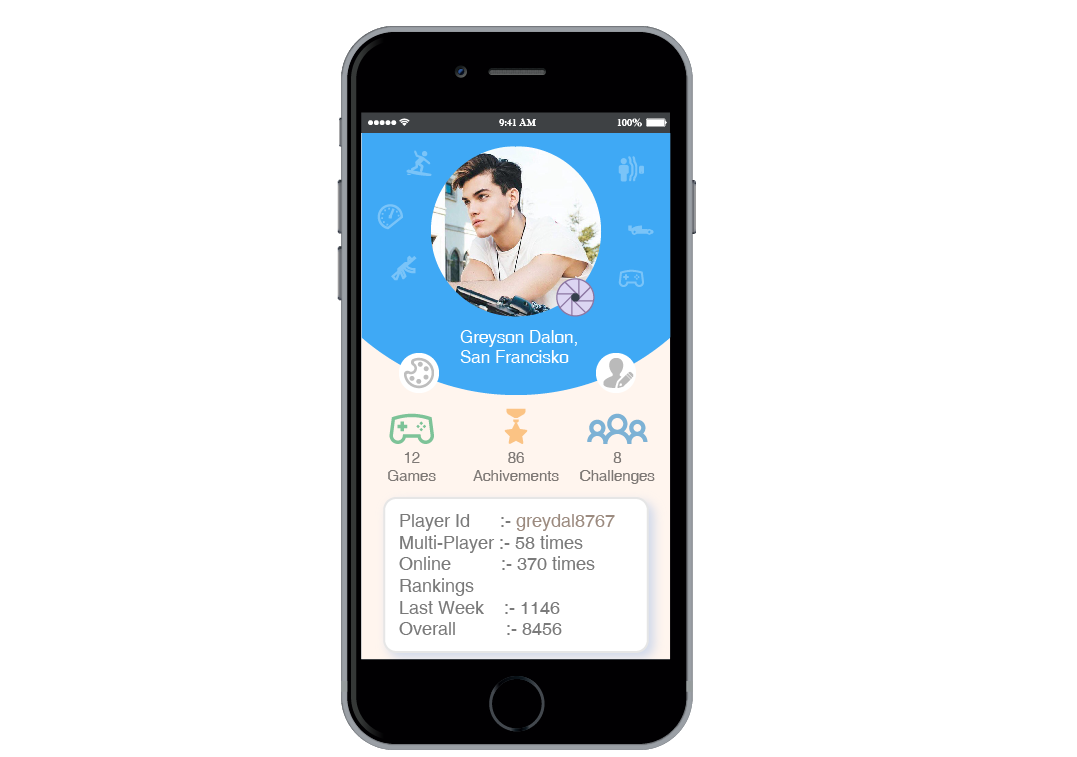 9:41 AM 100%
Greyson Dalon,
San Francisko
12 86 8
Games Achivements Challenges
Player Id :- greydal8767
Multi-Player :- 58 times
Online :- 370 times
Rankings
Last Week :- 1146
Overall :- 8456